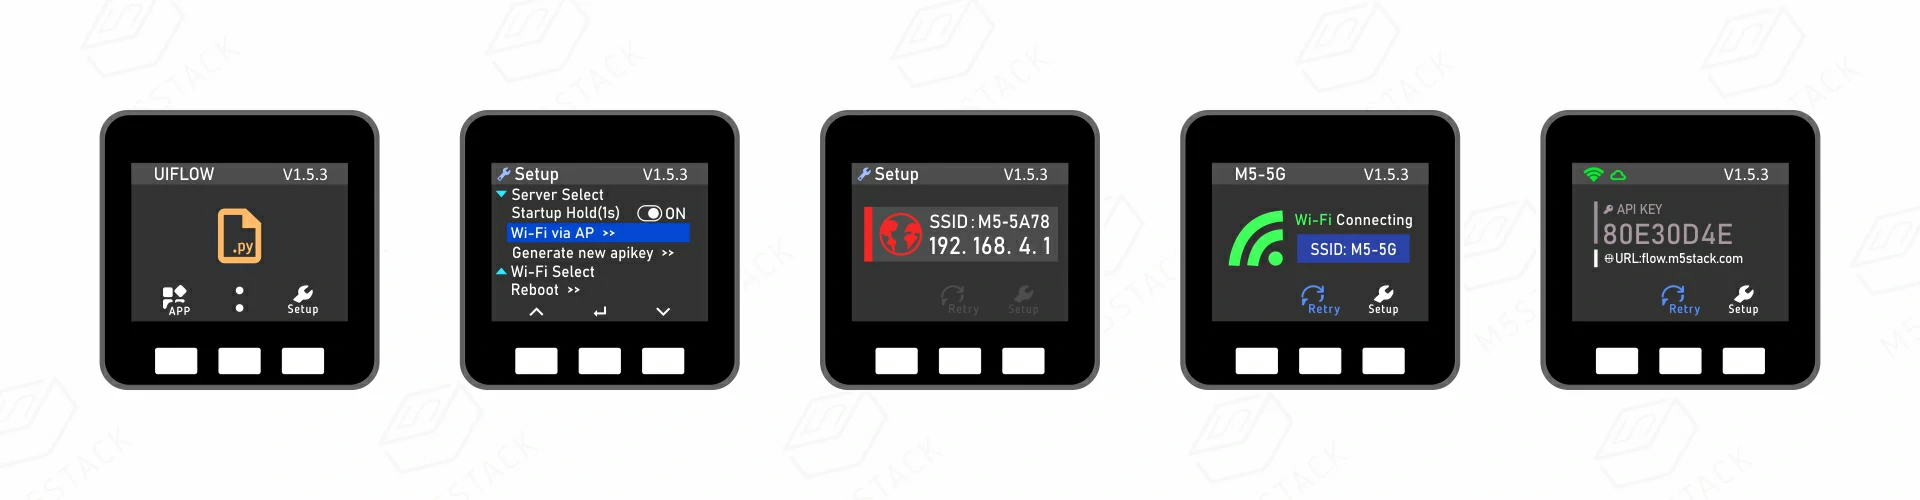 UIFLOW V1.5.3
.py
APP Setup
Setup V1.5.3
Server Select
Startup Hold(1s) ON
Wi-Fi via AP >>
Generate new apikey >>
Wi-Fi Select
Reboot >>
Setup V1.5.3
SSID: M5-5A78
192. 168. 4. 1
Retry Setup
M5-5G V1.5.3
Wi-Fi Connecting
SSID: M5-5G
Retry Setup
V1.5.3
API KEY
80E30D4E
URL:flow.m5stack.com
Retry Setup
M5STACK